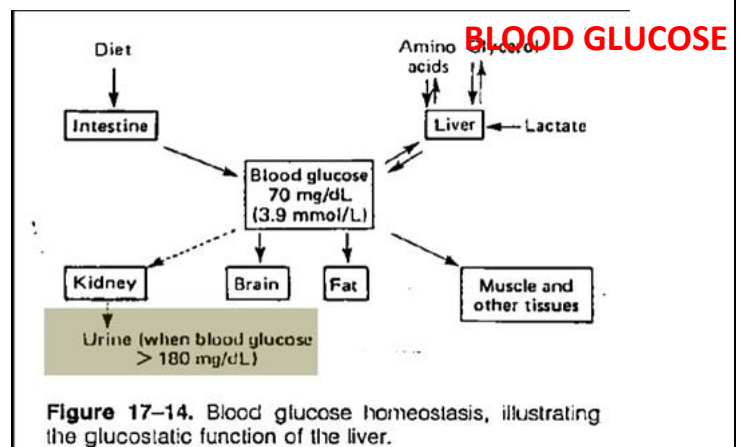 BLOOD GLUCOSE
Diet
Amino Glycerol
acids
Intestine
Liver
Lactate
Blood glucose
70 mg/dL
(3.9 mmol/L)
Kidney
Brain
Fat
Muscle and
other tissues
Urine (when blood glucose
> 180 mg/dL)
Figure 17–14. Blood glucose homeostasis, illustrating
the glucostatic function of the liver.